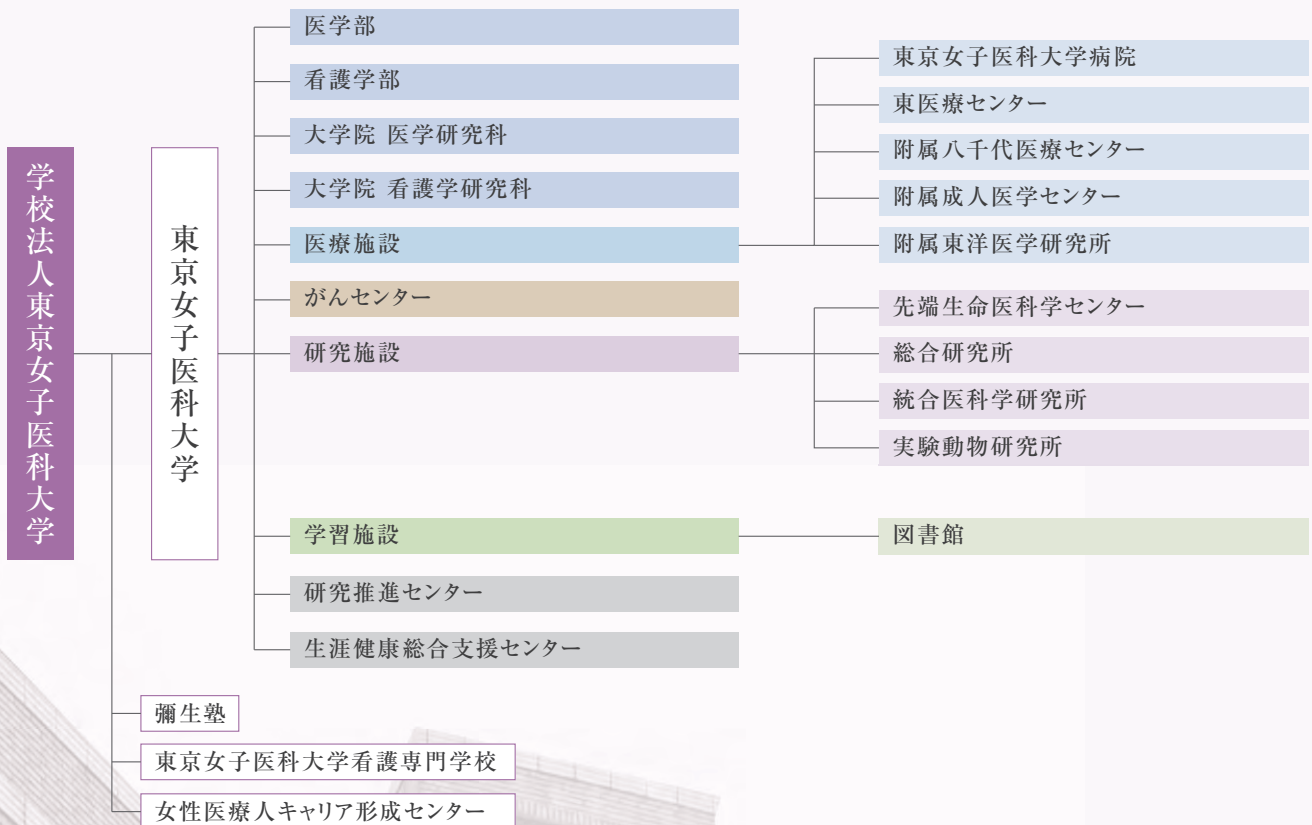 学校法人東京女子医科大学
東京女子医科大学
医学部
看護学部
大学院 医学研究科
大学院 看護学研究科
医療施設
東京女子医科大学病院
東医療センター
附属八千代医療センター
附属成人医学センター
附属東洋医学研究所
がんセンター
研究施設
先端生命医科学センター
総合研究所
統合医科学研究所
実験動物研究所
学習施設
図書館
研究推進センター
生涯健康総合支援センター
彌生塾
東京女子医科大学看護専門学校
女性医療人キャリア形成センター